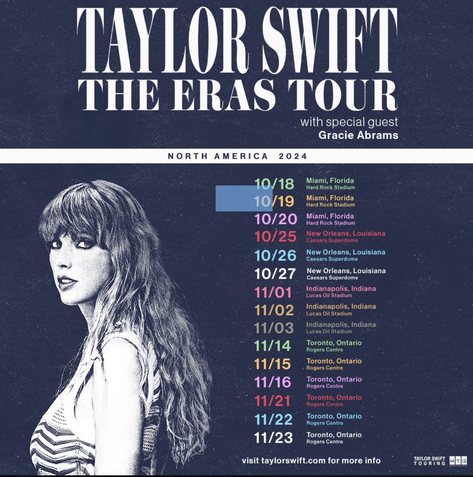 TAYLOR SWIFT
THE ERAS TOUR
with special guest
Gracie Abrams
NORTH AMERICA 2024
10/18 Miami, Florida
Hard Rock Stadium
10/19 Miami, Florida
Hard Rock Stadium
10/20 Miami, Florida
Hard Rock Stadium
10/25 New Orleans, Louisiana
Caesars Superdome
10/26 New Orleans, Louisiana
Caesars Superdome
10/27 New Orleans, Louisiana
Caesars Superdome
11/01 Indianapolis, Indiana
Lucas Oil Stadium
11/02 Indianapolis, Indiana
Lucas Oil Stadium
11/03 Indianapolis, Indiana
Lucas Oil Stadium
11/14 Toronto, Ontario
Rogers Centre
11/15 Toronto, Ontario
Rogers Centre
11/16 Toronto, Ontario
Rogers Centre
11/21 Toronto, Ontario
Rogers Centre
11/22 Toronto, Ontario
Rogers Centre
11/23 Toronto, Ontario
Rogers Centre
visit taylorswift.com for more info
TAYLOR SWIFT
TOURING